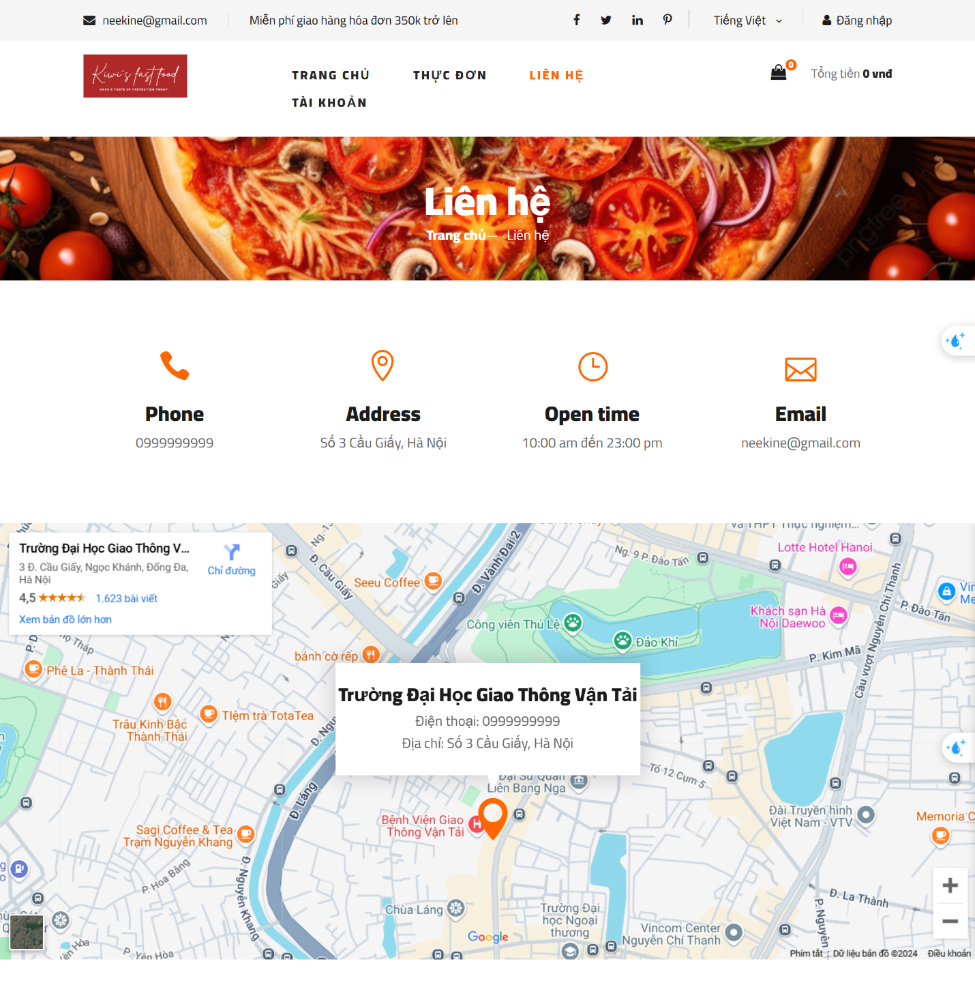 neekine@gmail.com
Miễn phí giao hàng hóa đơn 350k trở lên
Tiếng Việt
Đăng nhập
Kiwi's fast food
HAVE A TASTE OF PERFECTION TODAY.
TRANG CHỦ
THỰC ĐƠN
LIÊN HỆ
TÀI KHOẢN
0
Tổng tiền 0 vnđ
Liên hệ
Trang chủ— Liên hệ
pngtree
Phone
0999999999
Address
Số 3 Cầu Giấy, Hà Nội
Open time
10:00 am đến 23:00 pm
Email
neekine@gmail.com
Trường Đại Học Giao Thông V...
3 Đ. Cầu Giấy, Ngọc Khánh, Đống Đa,
Hà Nội
Chỉ đường
4,5
1.623 bài viết
Xem bản đồ lớn hơn
Đ. Cầu Giấy
Giấy
Seeu Coffee
Đ. Vành Đai 2
Ng. 9 P. Đào Tấn
Lotte Hotel Hanoi
Khách sạn Hà
Nội Daewoo
P. Đào Tấn
Công viên Thủ Lệ
Đảo Khỉ
P. Kim Mã
Cầu vượt Nguyễn Chí Thanh
bánh cờ rếp
Phê La - Thành Thái
Trâu Kinh Bắc
Thành Thái
TIệm trà TotaTea
Trường Đại Học Giao Thông Vận Tải
Điện thoại: 0999999999
Địa chỉ: Số 3 Cầu Giấy, Hà Nội
Liên Bang Nga
Tổ 12 Cụm 5
Đ. Láng
Bệnh Viện Giao
Thông Vận Tải
H
Đài Truyền hình
Việt Nam - VTV
Sagi Coffee & Tea
Trạm Nguyễn Khang
P. Hoa Bằng
Đ. Nguyễn Khang
Đ. La Thành
P. Nguyên
Chùa Láng
Trường Đại
học Ngoại
thương
Vincom Center
Nguyễn Chí Thanh
Google
P. Yên Hòa
Phím tắt
Dữ liệu bản đồ ©2024
Điều khoản